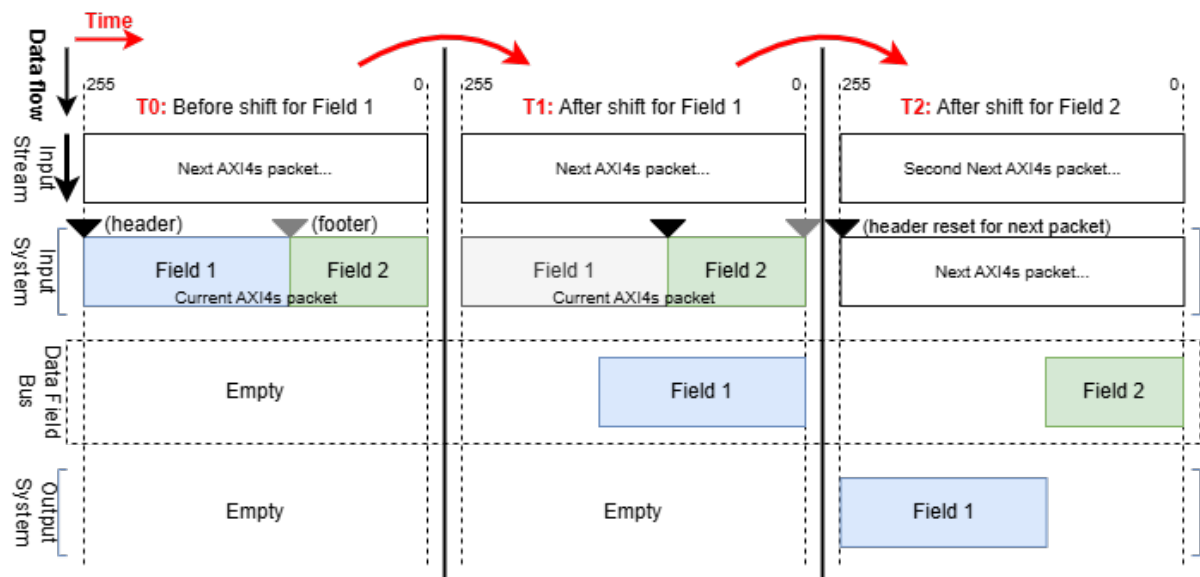 Time
Data flow
255
0
255
0
255
0
T0: Before shift for Field 1
T1: After shift for Field 1
T2: After shift for Field 2
Input
Stream
Next AXI4s packet...
Next AXI4s packet...
Second Next AXI4s packet...
(header)
(footer)
(header reset for next packet)
Input
System
Field 1
Field 2
Current AXI4s packet
Field 1
Field 2
Current AXI4s packet
Next AXI4s packet...
Data Field
Bus
Empty
Field 1
Field 2
Output
System
Empty
Empty
Field 1